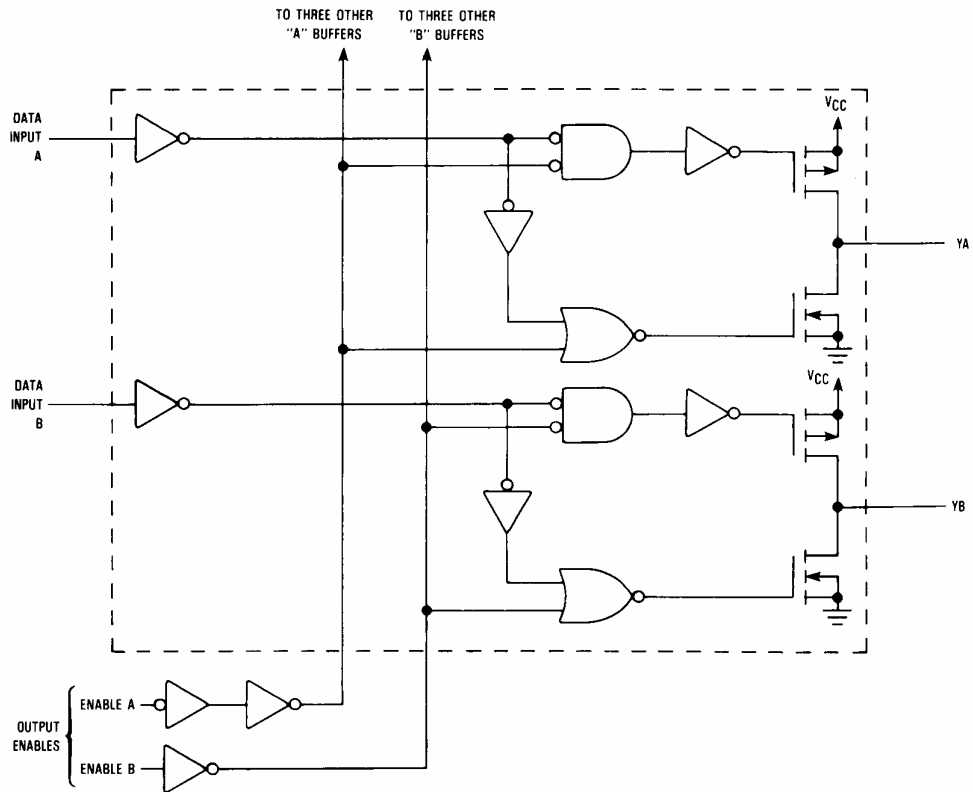 TO THREE OTHER
"A" BUFFERS
TO THREE OTHER
"B" BUFFERS
DATA
INPUT
A
VCC
YA
DATA
INPUT
B
VCC
YB
OUTPUT
ENABLES
ENABLE A
ENABLE B